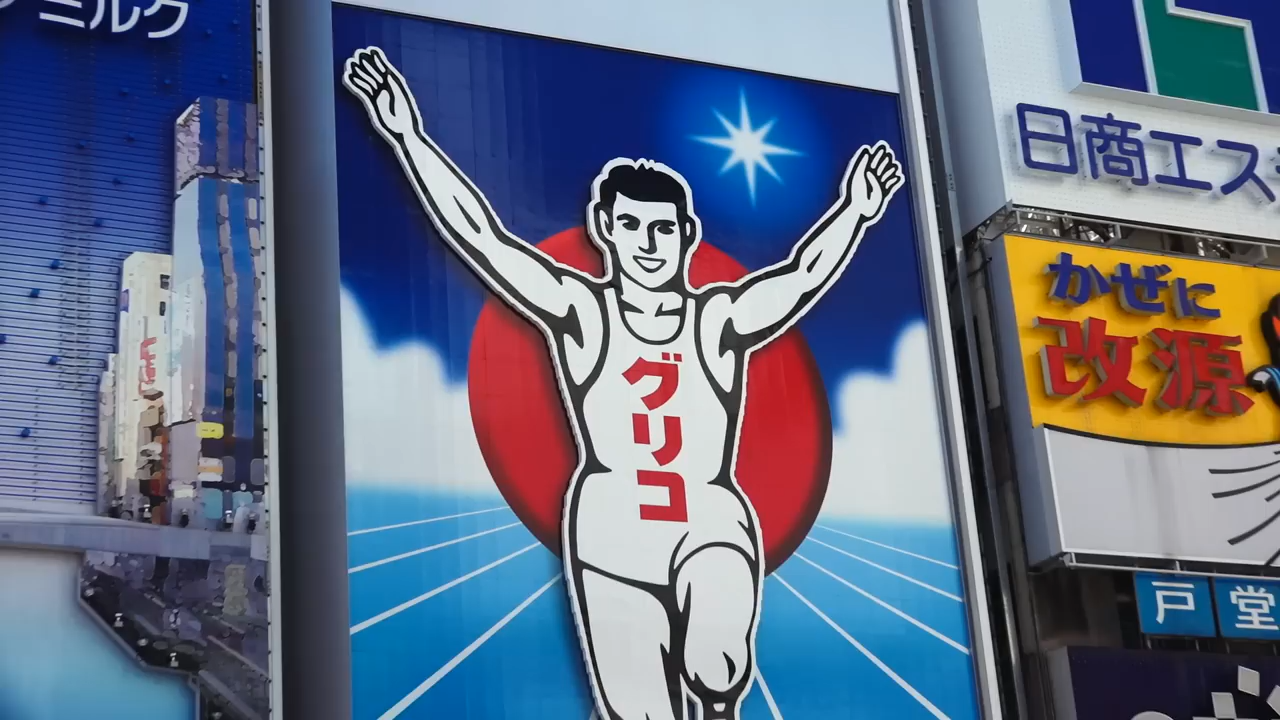 ミルク
グリコ
日商エス
かぜに
改源
戸 堂